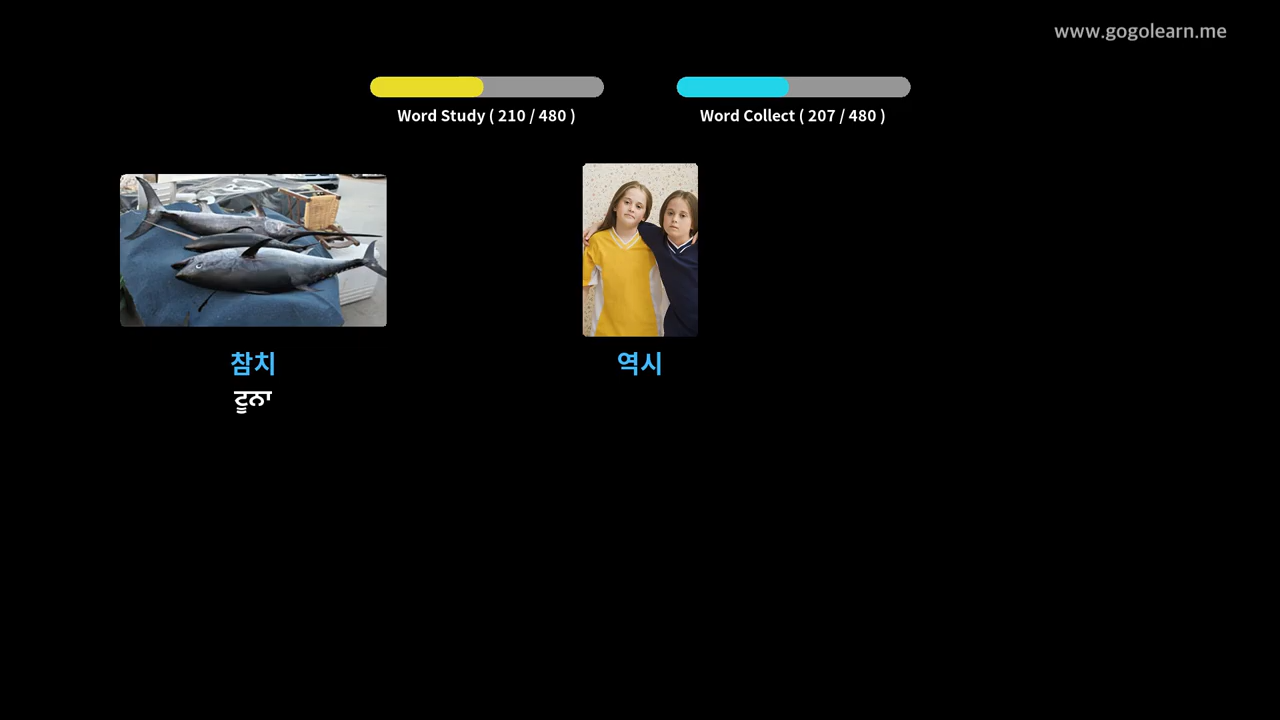 www.gogolearn.me
Word Study ( 210 / 480 )
Word Collect ( 207 / 480 )
참치
역시
ਟੂਨਾ